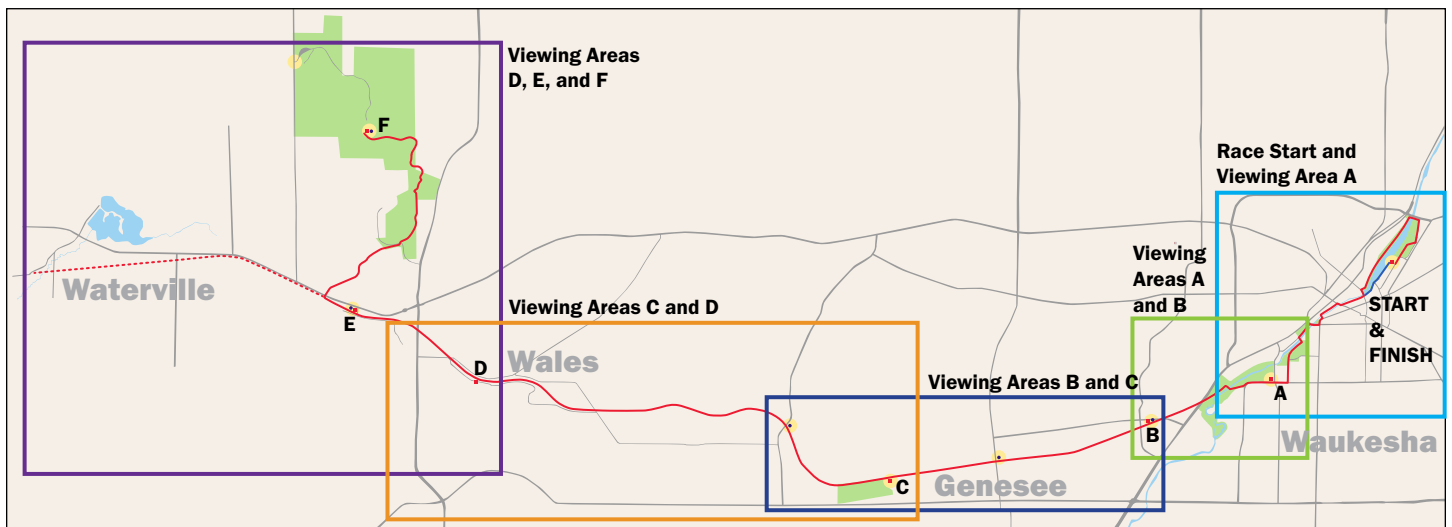 Viewing Areas
D, E, and F
F
Race Start and
Viewing Area A
Viewing
Areas A
and B
Waterville
START
&
FINISH
E
Viewing Areas C and D
D
Wales
Viewing Areas B and C
A
B
Waukesha
C
Genesee